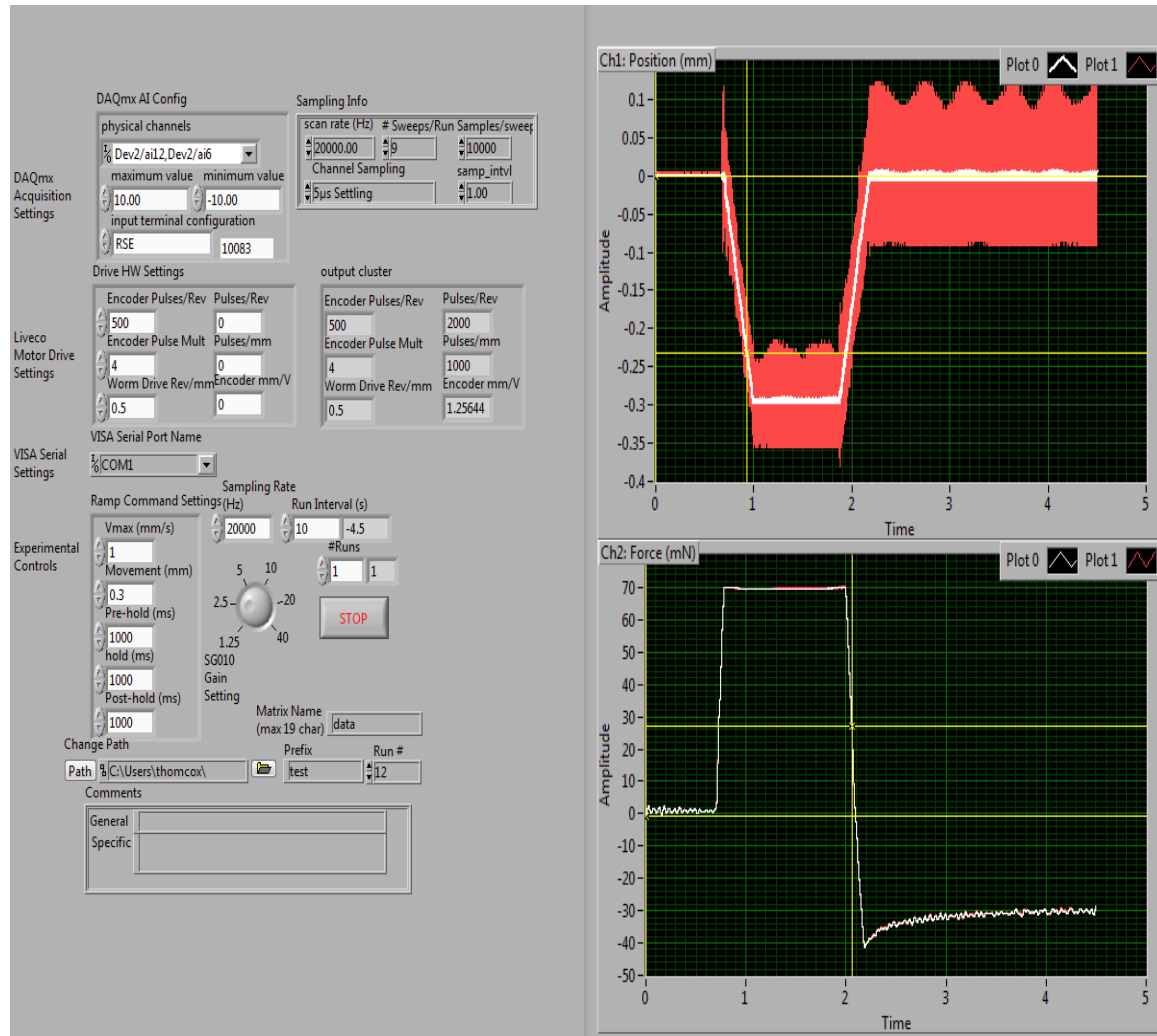 DAQmx AI Config
Sampling Info
physical channels
Dev2/ai12,Dev2/ai6
maximum value minimum value
10.00 -10.00
input terminal configuration
RSE 10083
scan rate (Hz) # Sweeps/Run Samples/sweep
20000.00 9 10000
Channel Sampling samp_intvl
5µs Settling 1.00
DAQmx
Acquisition
Settings
Drive HW Settings
Encoder Pulses/Rev Pulses/Rev
500 0
Encoder Pulse Mult Pulses/mm
4 0
Worm Drive Rev/mm Encoder mm/V
0.5 0
output cluster
Encoder Pulses/Rev Pulses/Rev
500 2000
Encoder Pulse Mult Pulses/mm
4 1000
Worm Drive Rev/mm Encoder mm/V
0.5 1.25644
Liveco
Motor Drive
Settings
VISA Serial Port Name
VISA Serial
Settings
COM1
Ramp Command Settings
Sampling Rate
(Hz)
20000
Run Interval (s)
10 -4.5
#Runs
1 1
Experimental
Controls
Vmax (mm/s)
1
Movement (mm)
0.3
Pre-hold (ms)
1000
hold (ms)
1000
Post-hold (ms)
1000
1.25 2.5 5 10 20 40
SG010
Gain
Setting
STOP
Matrix Name
(max 19 char)
data
Change Path
Path C:\Users\thomcox\
Prefix
test
Run #
12
Comments
General
Specific
Ch1: Position (mm)
Plot 0 Plot 1
Amplitude
0.1
0.05
0
-0.05
-0.1
-0.15
-0.2
-0.25
-0.3
-0.35
-0.4
0 1 2 3 4 5
Time
Ch2: Force (mN)
Plot 0 Plot 1
Amplitude
70
60
50
40
30
20
10
0
-10
-20
-30
-40
-50
0 1 2 3 4 5
Time